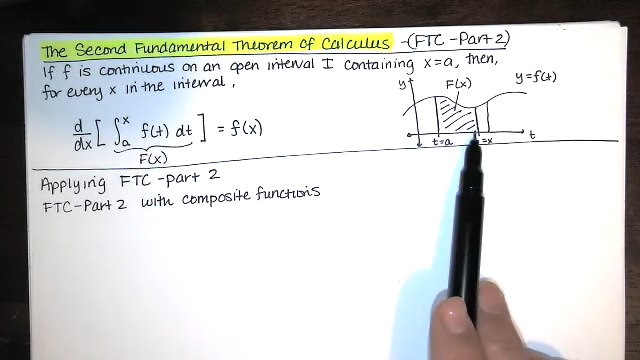 The Second Fundamental Theorem of Calculus - (FTC - Part 2)
If f is continuous on an open interval I containing x=a, then,
for every x in the interval,
d/dx [ ∫_a^x f(t) dt ] = f(x)
F(x)
y
F(x)
y=f(t)
t=a
=x
t
Applying FTC - part 2
FTC - Part 2 with composite functions